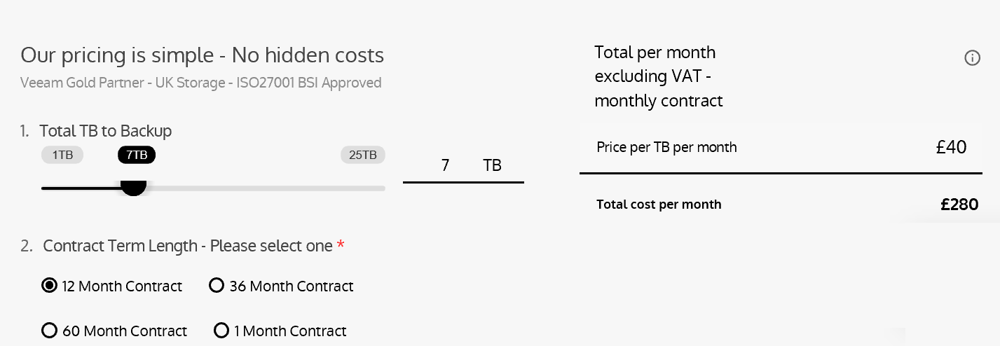 Our pricing is simple - No hidden costs
Veeam Gold Partner - UK Storage - ISO27001 BSI Approved
1. Total TB to Backup
1TB 7TB 25TB
7 TB
2. Contract Term Length - Please select one *
12 Month Contract 36 Month Contract
60 Month Contract 1 Month Contract
Total per month
excluding VAT -
monthly contract
Price per TB per month £40
Total cost per month £280